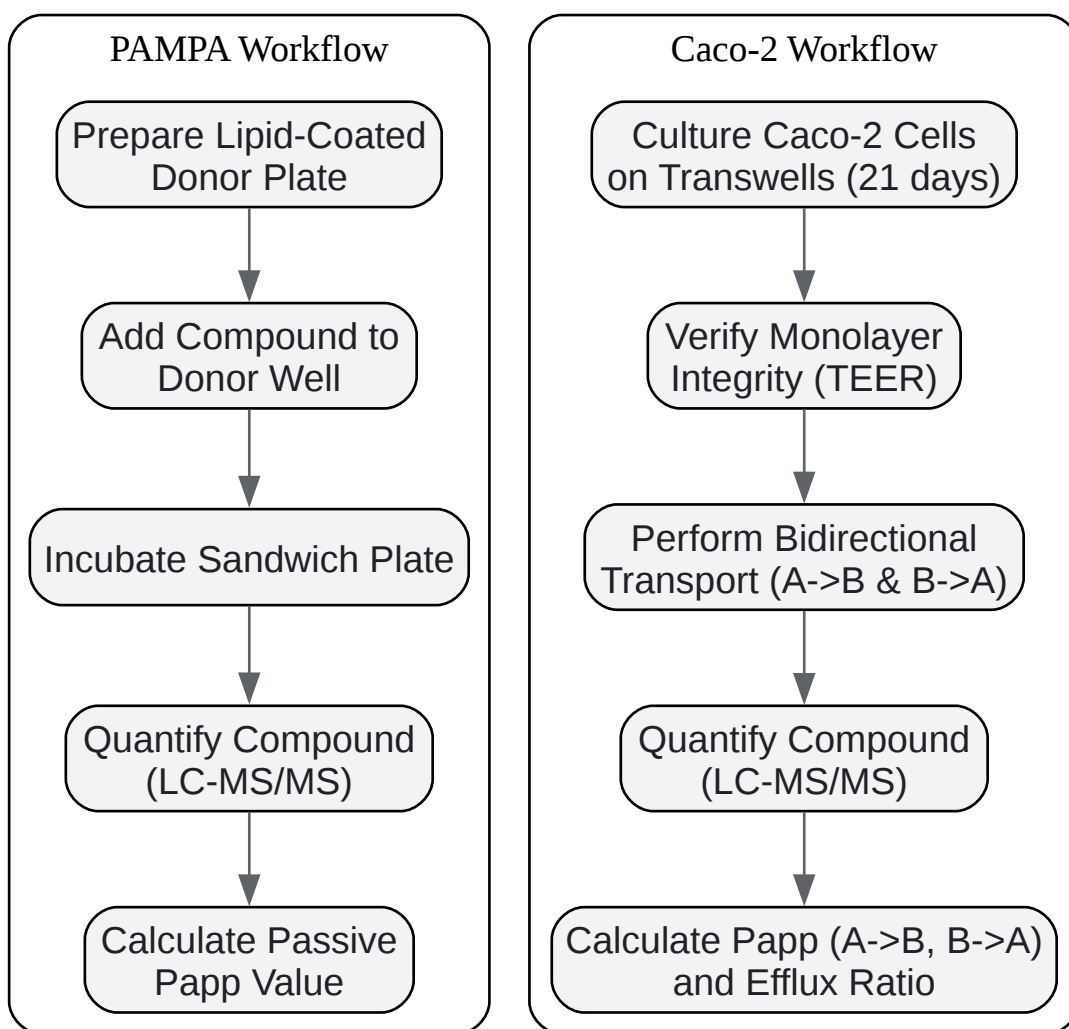 PAMPA Workflow
Prepare Lipid-Coated
Donor Plate
Add Compound to
Donor Well
Incubate Sandwich Plate
Quantify Compound
(LC-MS/MS)
Calculate Passive
Papp Value
Caco-2 Workflow
Culture Caco-2 Cells
on Transwells (21 days)
Verify Monolayer
Integrity (TEER)
Perform Bidirectional
Transport (A->B & B->A)
Quantify Compound
(LC-MS/MS)
Calculate Papp (A->B, B->A)
and Efflux Ratio